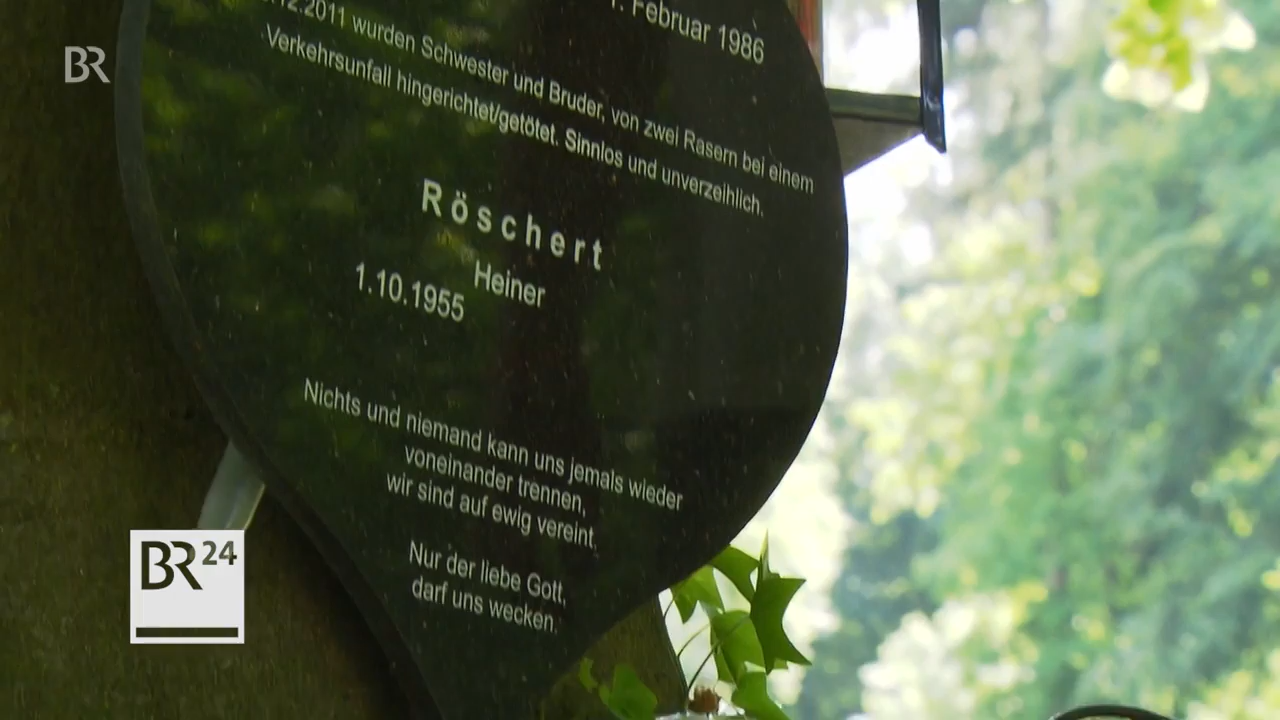 BR
1. Februar 1986
.12.2011 wurden Schwester und Bruder, von zwei Rasern bei einem
Verkehrsunfall hingerichtet/getötet. Sinnlos und unverzeihlich.
Röschert
Heiner
1.10.1955
Nichts und niemand kann uns jemals wieder
voneinander trennen,
wir sind auf ewig vereint.
Nur der liebe Gott,
darf uns wecken.
BR24